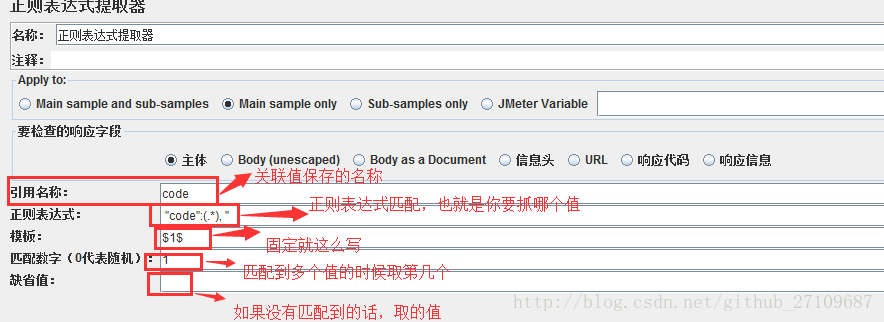 正则表达式提取器
名称: 正则表达式提取器
注释:
Apply to:
Main sample and sub-samples Main sample only Sub-samples only JMeter Variable
要检查的响应字段
主体 Body (unescaped) Body as a Document 信息头 URL 响应代码 响应信息
关联值保存的名称
引用名称: code
正则表达式: "code":(.*), " 正则表达式匹配，也就是你要抓哪个值
模板: $1$ 固定就这么写
匹配数字（0代表随机）: 1 匹配到多个值的时候取第几个
缺省值:
如果没有匹配到的话，取的值
http://blog.csdn.net/github_27109687